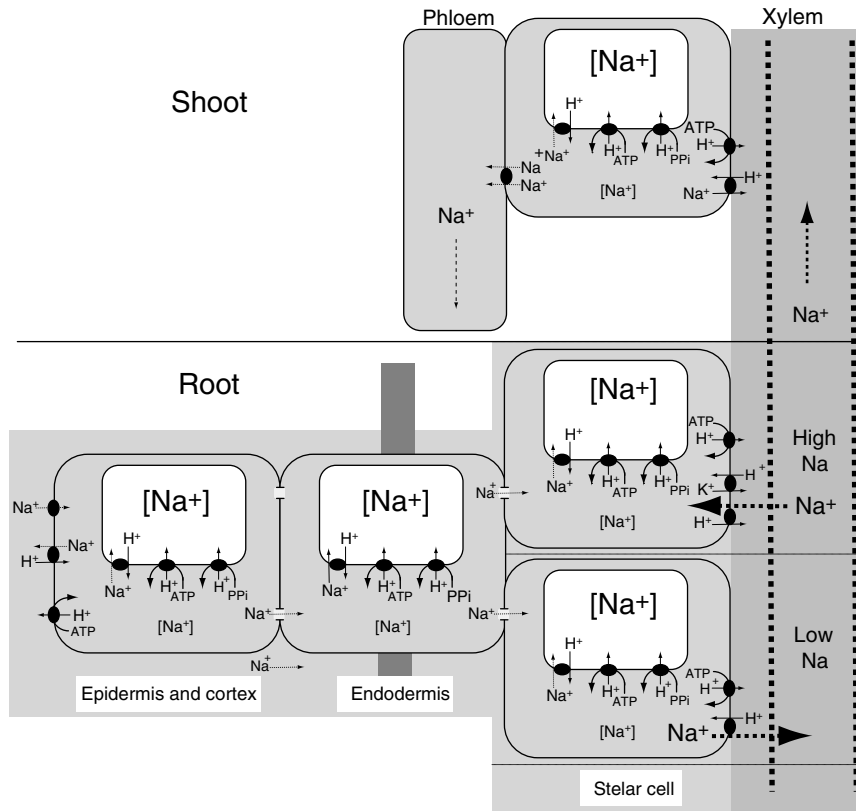 Phloem
Xylem
Shoot
[Na+]
H+
+Na+
H+
ATP
H+
PPi
ATP
H+
Na
Na+
[Na+]
H+
Na+
Na+
Na+
Root
[Na+]
H+
Na+
H+
ATP
H+
PPi
[Na+]
ATP
H+
H+
K+
H+
High
Na
Na+
Na+
Na+
H+
H+
ATP
[Na+]
H+
Na+
H+
ATP
H+
PPi
[Na+]
Na+
Na+
[Na+]
H+
Na+
H+
ATP
H+
PPi
[Na+]
Na+
Na+
[Na+]
H+
Na+
H+
ATP
H+
PPi
[Na+]
ATP
H+
H+
Na+
Low
Na
Epidermis and cortex
Endodermis
Stelar cell